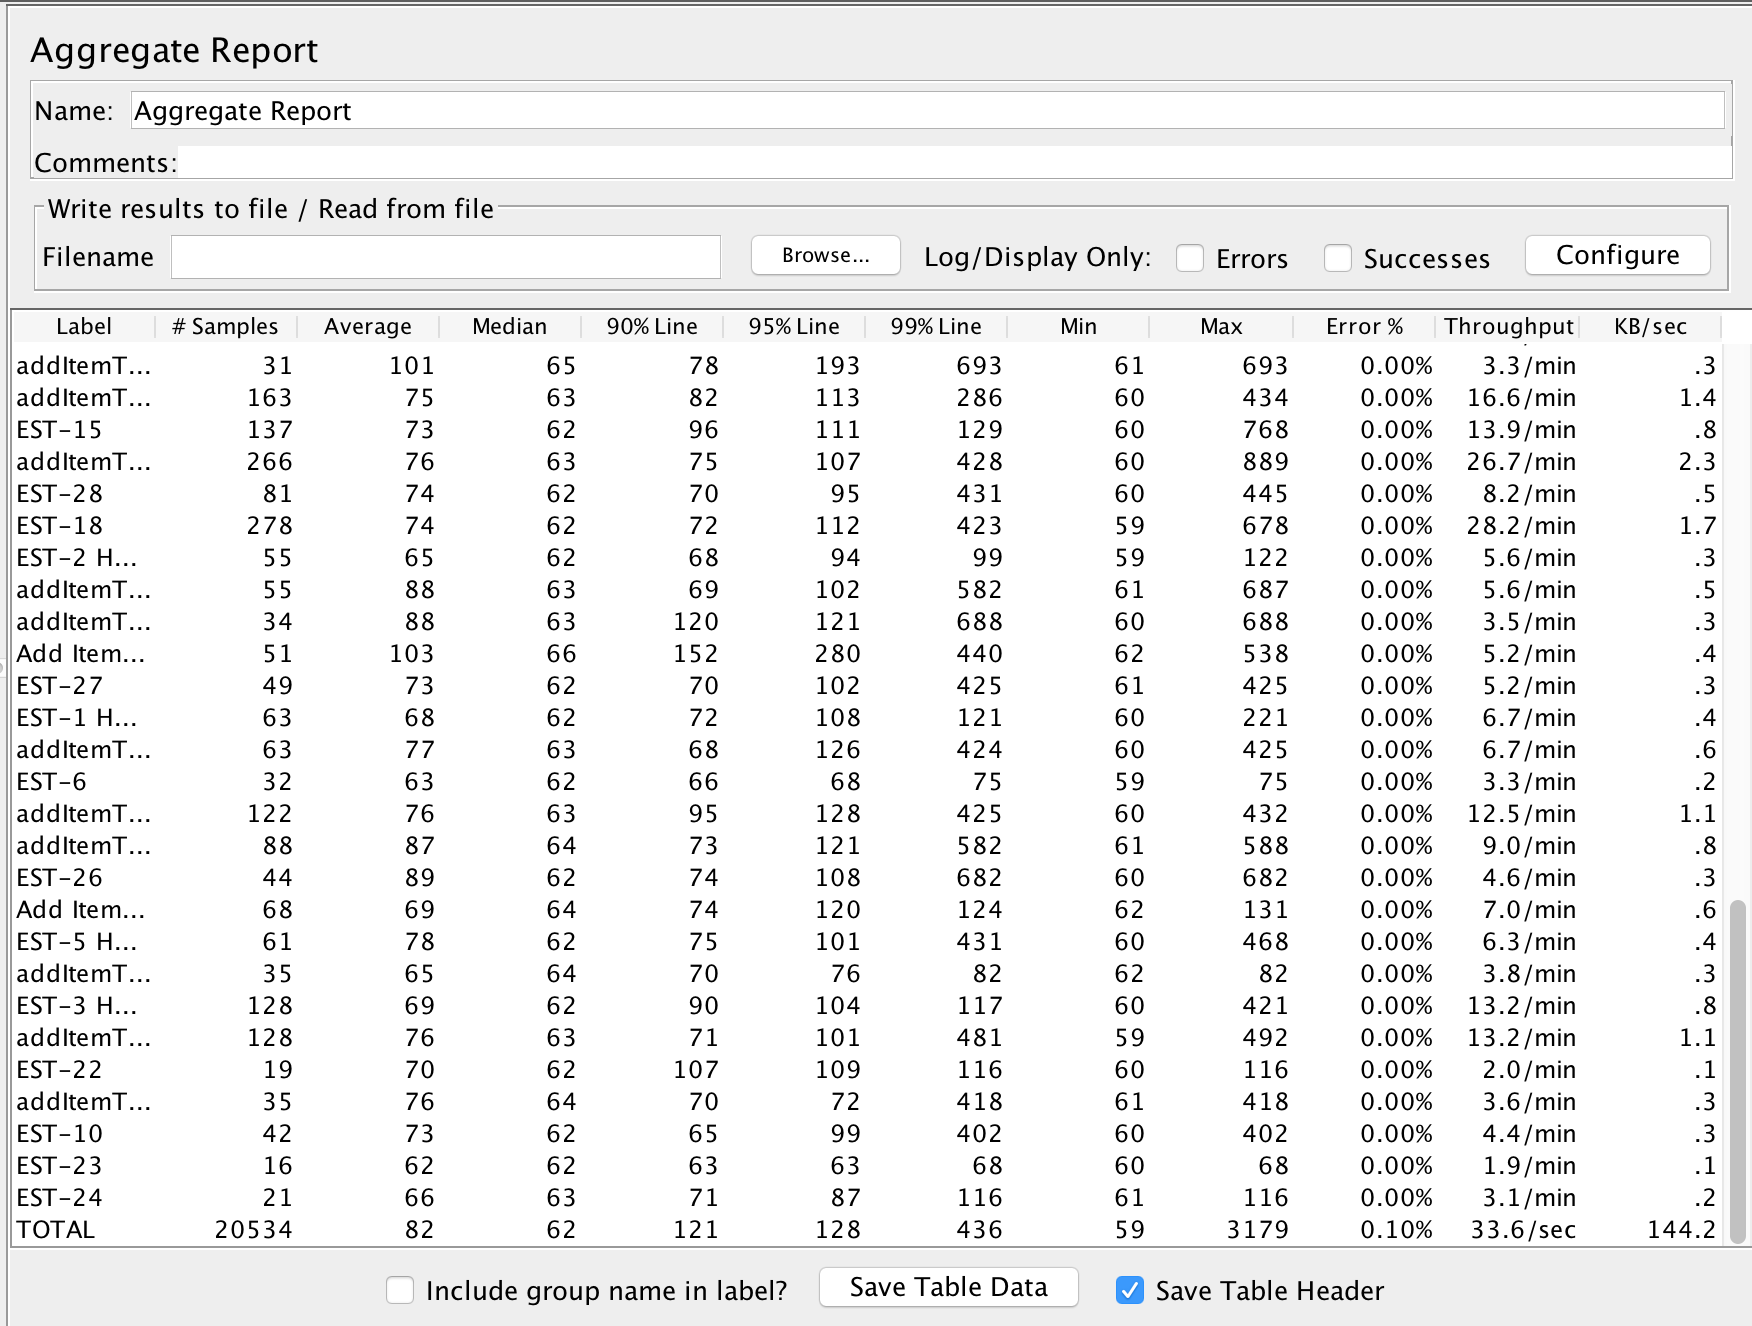 Aggregate Report
Name: Aggregate Report
Comments:
Write results to file / Read from file
Filename Browse... Log/Display Only: Errors Successes Configure
Label # Samples Average Median 90% Line 95% Line 99% Line Min Max Error % Throughput KB/sec
addItemT... 31 101 65 78 193 693 61 693 0.00% 3.3/min .3
addItemT... 163 75 63 82 113 286 60 434 0.00% 16.6/min 1.4
EST-15 137 73 62 96 111 129 60 768 0.00% 13.9/min .8
addItemT... 266 76 63 75 107 428 60 889 0.00% 26.7/min 2.3
EST-28 81 74 62 70 95 431 60 445 0.00% 8.2/min .5
EST-18 278 74 62 72 112 423 59 678 0.00% 28.2/min 1.7
EST-2 H... 55 65 62 68 94 99 59 122 0.00% 5.6/min .3
addItemT... 55 88 63 69 102 582 61 687 0.00% 5.6/min .5
addItemT... 34 88 63 120 121 688 60 688 0.00% 3.5/min .3
Add Item... 51 103 66 152 280 440 62 538 0.00% 5.2/min .4
EST-27 49 73 62 70 102 425 61 425 0.00% 5.2/min .3
EST-1 H... 63 68 62 72 108 121 60 221 0.00% 6.7/min .4
addItemT... 63 77 63 68 126 424 60 425 0.00% 6.7/min .6
EST-6 32 63 62 66 68 75 59 75 0.00% 3.3/min .2
addItemT... 122 76 63 95 128 425 60 432 0.00% 12.5/min 1.1
addItemT... 88 87 64 73 121 582 61 588 0.00% 9.0/min .8
EST-26 44 89 62 74 108 682 60 682 0.00% 4.6/min .3
Add Item... 68 69 64 74 120 124 62 131 0.00% 7.0/min .6
EST-5 H... 61 78 62 75 101 431 60 468 0.00% 6.3/min .4
addItemT... 35 65 64 70 76 82 62 82 0.00% 3.8/min .3
EST-3 H... 128 69 62 90 104 117 60 421 0.00% 13.2/min .8
addItemT... 128 76 63 71 101 481 59 492 0.00% 13.2/min 1.1
EST-22 19 70 62 107 109 116 60 116 0.00% 2.0/min .1
addItemT... 35 76 64 70 72 418 61 418 0.00% 3.6/min .3
EST-10 42 73 62 65 99 402 60 402 0.00% 4.4/min .3
EST-23 16 62 62 63 63 68 60 68 0.00% 1.9/min .1
EST-24 21 66 63 71 87 116 61 116 0.00% 3.1/min .2
TOTAL 20534 82 62 121 128 436 59 3179 0.10% 33.6/sec 144.2
Include group name in label? Save Table Data Save Table Header